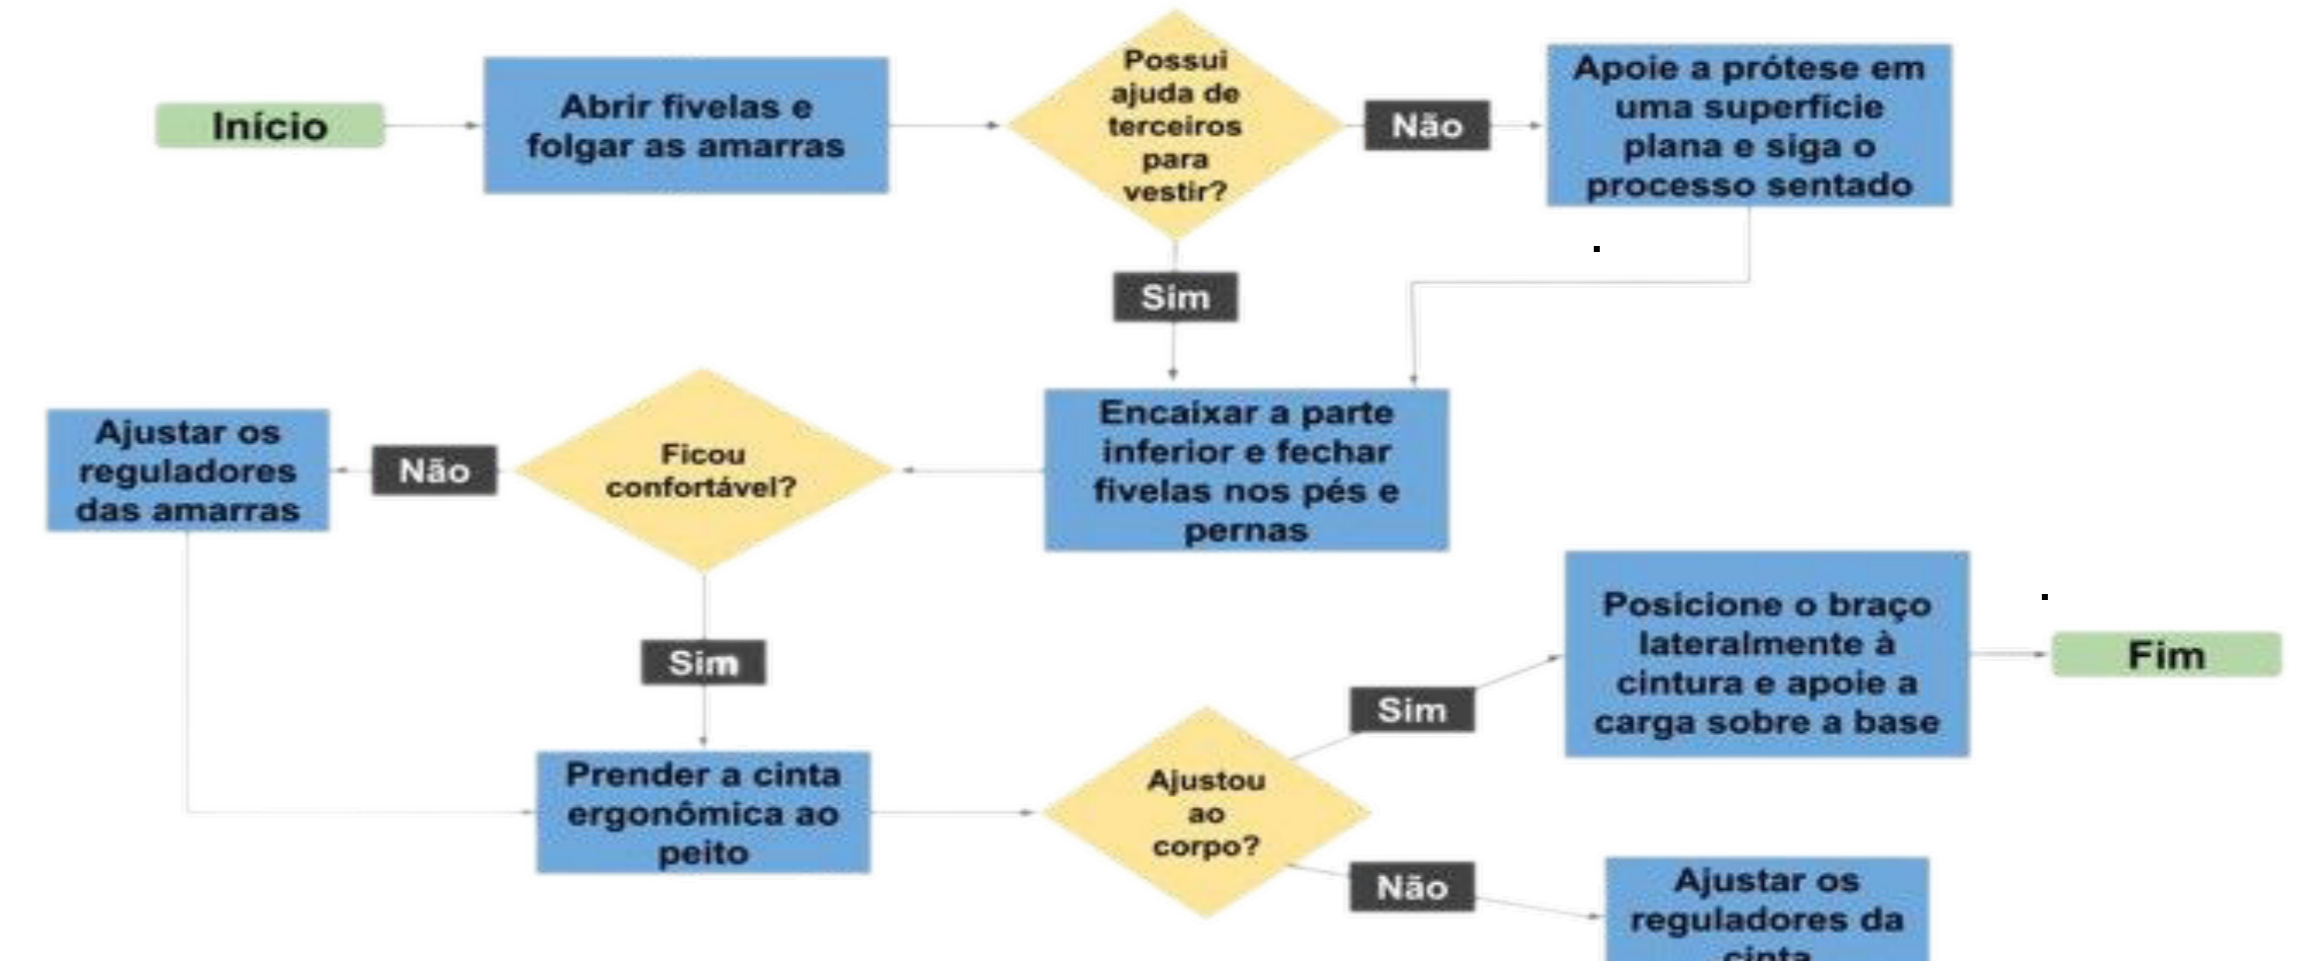 Início
Abrir fivelas e
folgar as amarras
Possui
ajuda de
terceiros
para
vestir?
Não
Apoie a prótese em
uma superfície
plana e siga o
processo sentado
Sim
Encaixar a parte
inferior e fechar
fivelas nos pés e
pernas
Ficou
confortável?
Não
Ajustar os
reguladores
das amarras
Sim
Prender a cinta
ergonômica ao
peito
Ajustou
ao
corpo?
Sim
Posicione o braço
lateralmente à
cintura e apoie a
carga sobre a base
Fim
Não
Ajustar os
reguladores da
cinta